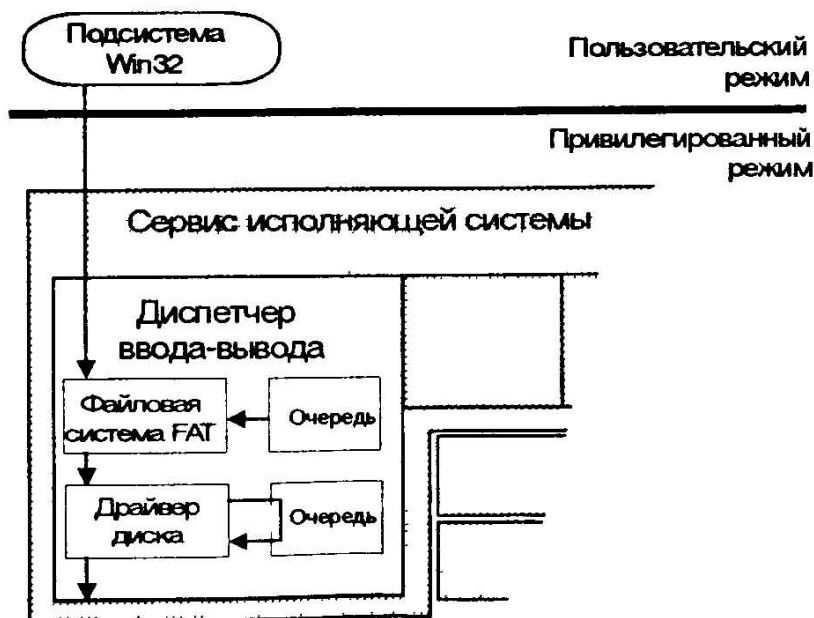 Подсистема
Win32
Пользовательский
режим
Привилегированный
режим
Сервис исполняющей системы
Диспетчер
ввода-вывода
Файловая
система FAT
Очередь
Драйвер
диска
Очередь